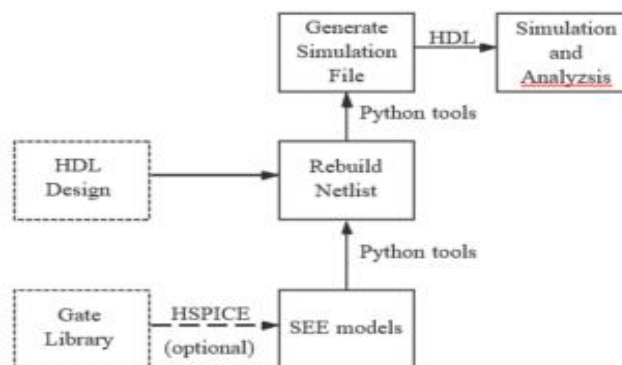 Generate
Simulation
File
HDL
Simulation
and
Analyzsis
Python tools
HDL
Design
Rebuild
Netlist
Python tools
Gate
Library
HSPICE
(optional)
SEE models